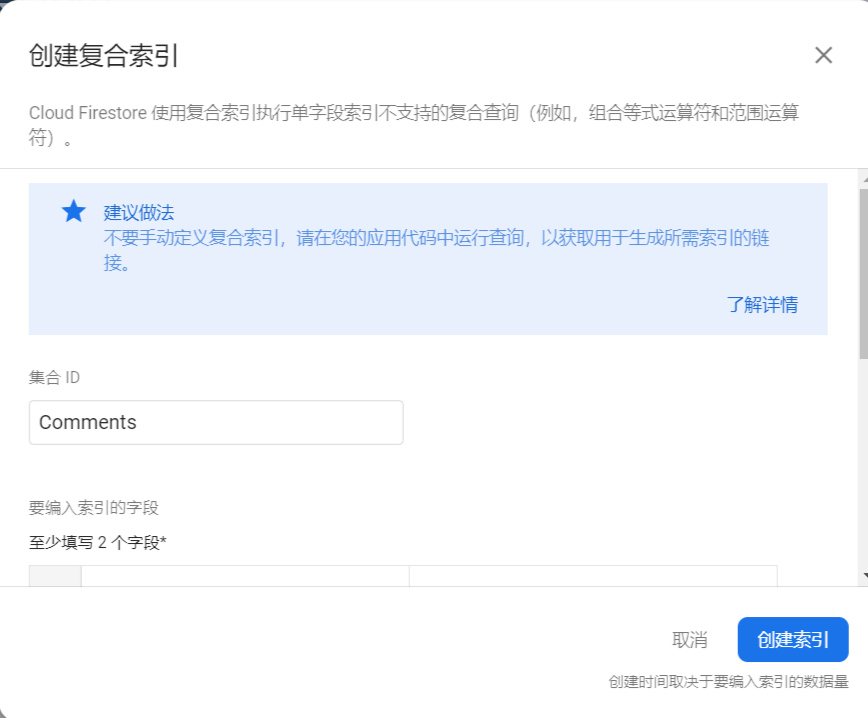 创建复合索引
Cloud Firestore 使用复合索引执行单字段索引不支持的复合查询（例如，组合等式运算符和范围运算
符）。
建议做法
不要手动定义复合索引，请在您的应用代码中运行查询，以获取用于生成所需索引的链
接。
了解详情
集合 ID
Comments
要编入索引的字段
至少填写 2 个字段*
取消
创建索引
创建时间取决于要编入索引的数据量